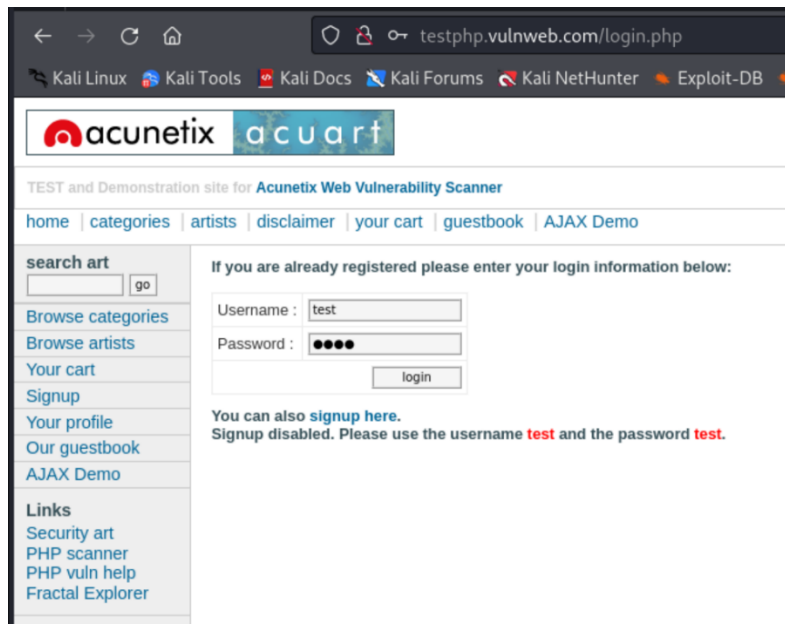 testphp.vulnweb.com/login.php
Kali Linux Kali Tools Kali Docs Kali Forums Kali NetHunter Exploit-DB
acunetix acuart
TEST and Demonstration site for Acunetix Web Vulnerability Scanner
home | categories | artists | disclaimer | your cart | guestbook | AJAX Demo
search art
go
Browse categories
Browse artists
Your cart
Signup
Your profile
Our guestbook
AJAX Demo
Links
Security art
PHP scanner
PHP vuln help
Fractal Explorer
If you are already registered please enter your login information below:
Username : test
Password : ●●●●
login
You can also signup here.
Signup disabled. Please use the username test and the password test.